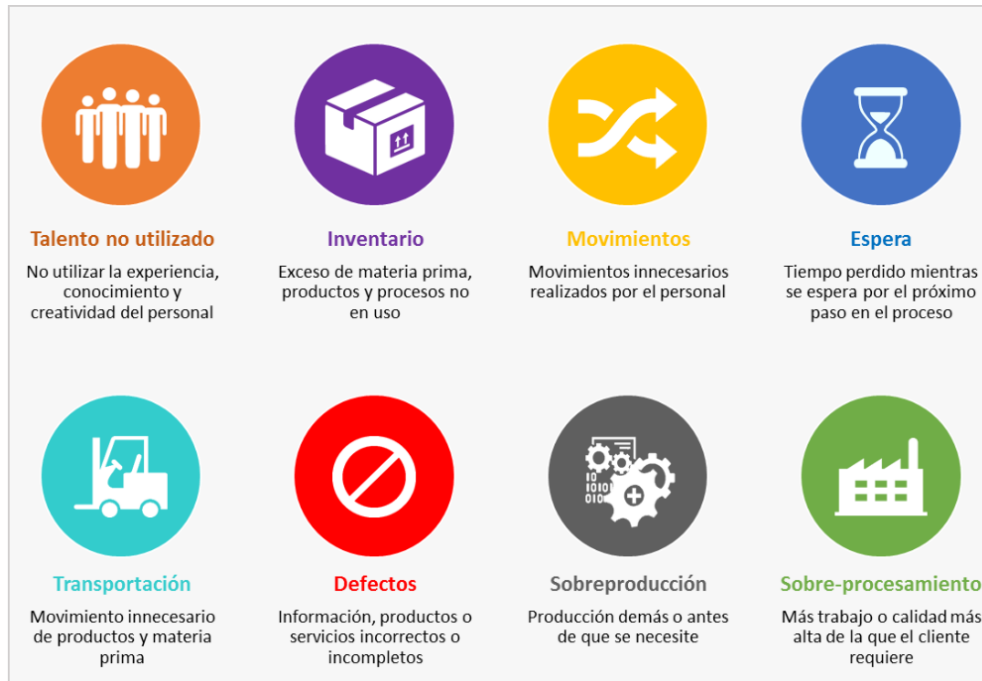 Talento no utilizado
No utilizar la experiencia,
conocimiento y
creatividad del personal
Inventario
Exceso de materia prima,
productos y procesos no
en uso
Movimientos
Movimientos innecesarios
realizados por el personal
Espera
Tiempo perdido mientras
se espera por el próximo
paso en el proceso
Transportación
Movimiento innecesario
de productos y materia
prima
Defectos
Información, productos o
servicios incorrectos o
incompletos
10
1010
010
Sobreproducción
Producción demás o antes
de que se necesite
Sobre-procesamiento
Más trabajo o calidad más
alta de la que el cliente
requiere